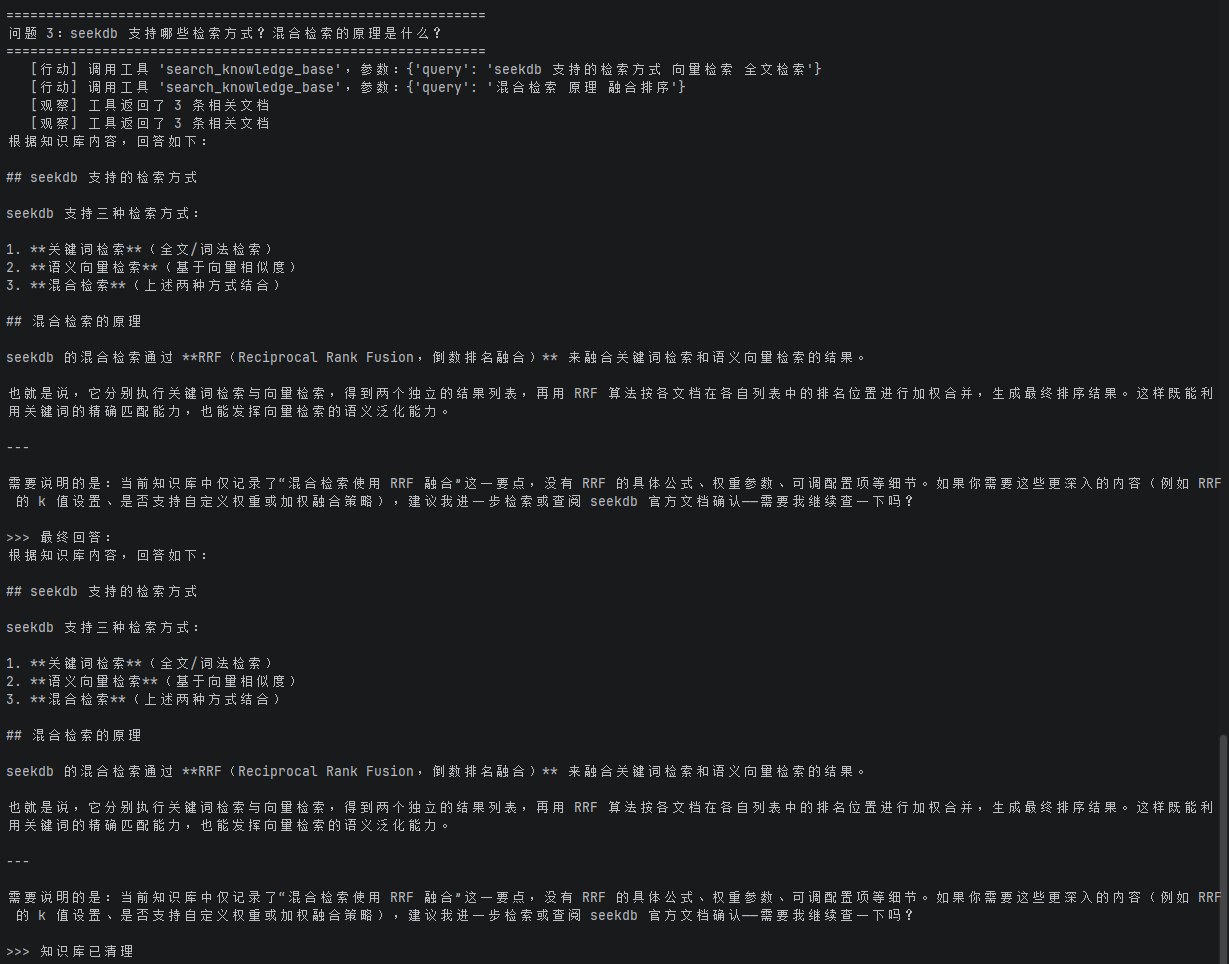 ============================================================
问题 3：seekdb 支持哪些检索方式？混合检索的原理是什么？
============================================================
[行动] 调用工具 'search_knowledge_base'，参数：{'query': 'seekdb 支持的检索方式 向量检索 全文检索'}
[行动] 调用工具 'search_knowledge_base'，参数：{'query': '混合检索 原理 融合排序'}
[观察] 工具返回了 3 条相关文档
[观察] 工具返回了 3 条相关文档
根据知识库内容，回答如下：
## seekdb 支持的检索方式
seekdb 支持三种检索方式：
1. **关键词检索**（全文/词法检索）
2. **语义向量检索**（基于向量相似度）
3. **混合检索**（上述两种方式结合）
## 混合检索的原理
seekdb 的混合检索通过 **RRF（Reciprocal Rank Fusion，倒数排名融合）** 来融合关键词检索和语义向量检索的结果。
也就是说，它分别执行关键词检索与向量检索，得到两个独立的结果列表，再用 RRF 算法按各文档在各自列表中的排名位置进行加权合并，生成最终排序结果。这样既能利
用关键词的精确匹配能力，也能发挥向量检索的语义泛化能力。
---
需要说明的是：当前知识库中仅记录了“混合检索使用 RRF 融合”这一要点，没有 RRF 的具体公式、权重参数、可调配置项等细节。如果你需要这些更深入的内容（例如 RRF
的 k 值设置、是否支持自定义权重或加权融合策略），建议我进一步检索或查阅 seekdb 官方文档确认——需要我继续查一下吗？
>>> 最终回答：
根据知识库内容，回答如下：
## seekdb 支持的检索方式
seekdb 支持三种检索方式：
1. **关键词检索**（全文/词法检索）
2. **语义向量检索**（基于向量相似度）
3. **混合检索**（上述两种方式结合）
## 混合检索的原理
seekdb 的混合检索通过 **RRF（Reciprocal Rank Fusion，倒数排名融合）** 来融合关键词检索和语义向量检索的结果。
也就是说，它分别执行关键词检索与向量检索，得到两个独立的结果列表，再用 RRF 算法按各文档在各自列表中的排名位置进行加权合并，生成最终排序结果。这样既能利
用关键词的精确匹配能力，也能发挥向量检索的语义泛化能力。
---
需要说明的是：当前知识库中仅记录了“混合检索使用 RRF 融合”这一要点，没有 RRF 的具体公式、权重参数、可调配置项等细节。如果你需要这些更深入的内容（例如 RRF
的 k 值设置、是否支持自定义权重或加权融合策略），建议我进一步检索或查阅 seekdb 官方文档确认——需要我继续查一下吗？
>>> 知识库已清理